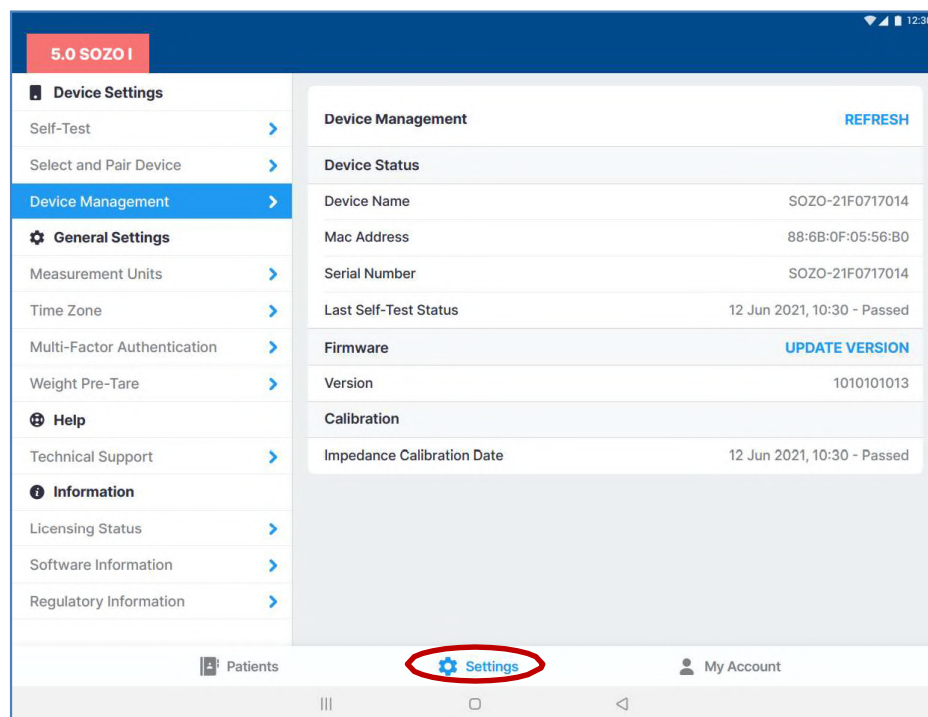 12:30
5.0 SOZO I
Device Settings
Self-Test
Select and Pair Device
Device Management
General Settings
Measurement Units
Time Zone
Multi-Factor Authentication
Weight Pre-Tare
Help
Technical Support
Information
Licensing Status
Software Information
Regulatory Information
Device Management REFRESH
Device Status
Device Name SOZO-21F0717014
Mac Address 88:6B:0F:05:56:B0
Serial Number SOZO-21F0717014
Last Self-Test Status 12 Jun 2021, 10:30 - Passed
Firmware UPDATE VERSION
Version 1010101013
Calibration
Impedance Calibration Date 12 Jun 2021, 10:30 - Passed
Patients Settings My Account